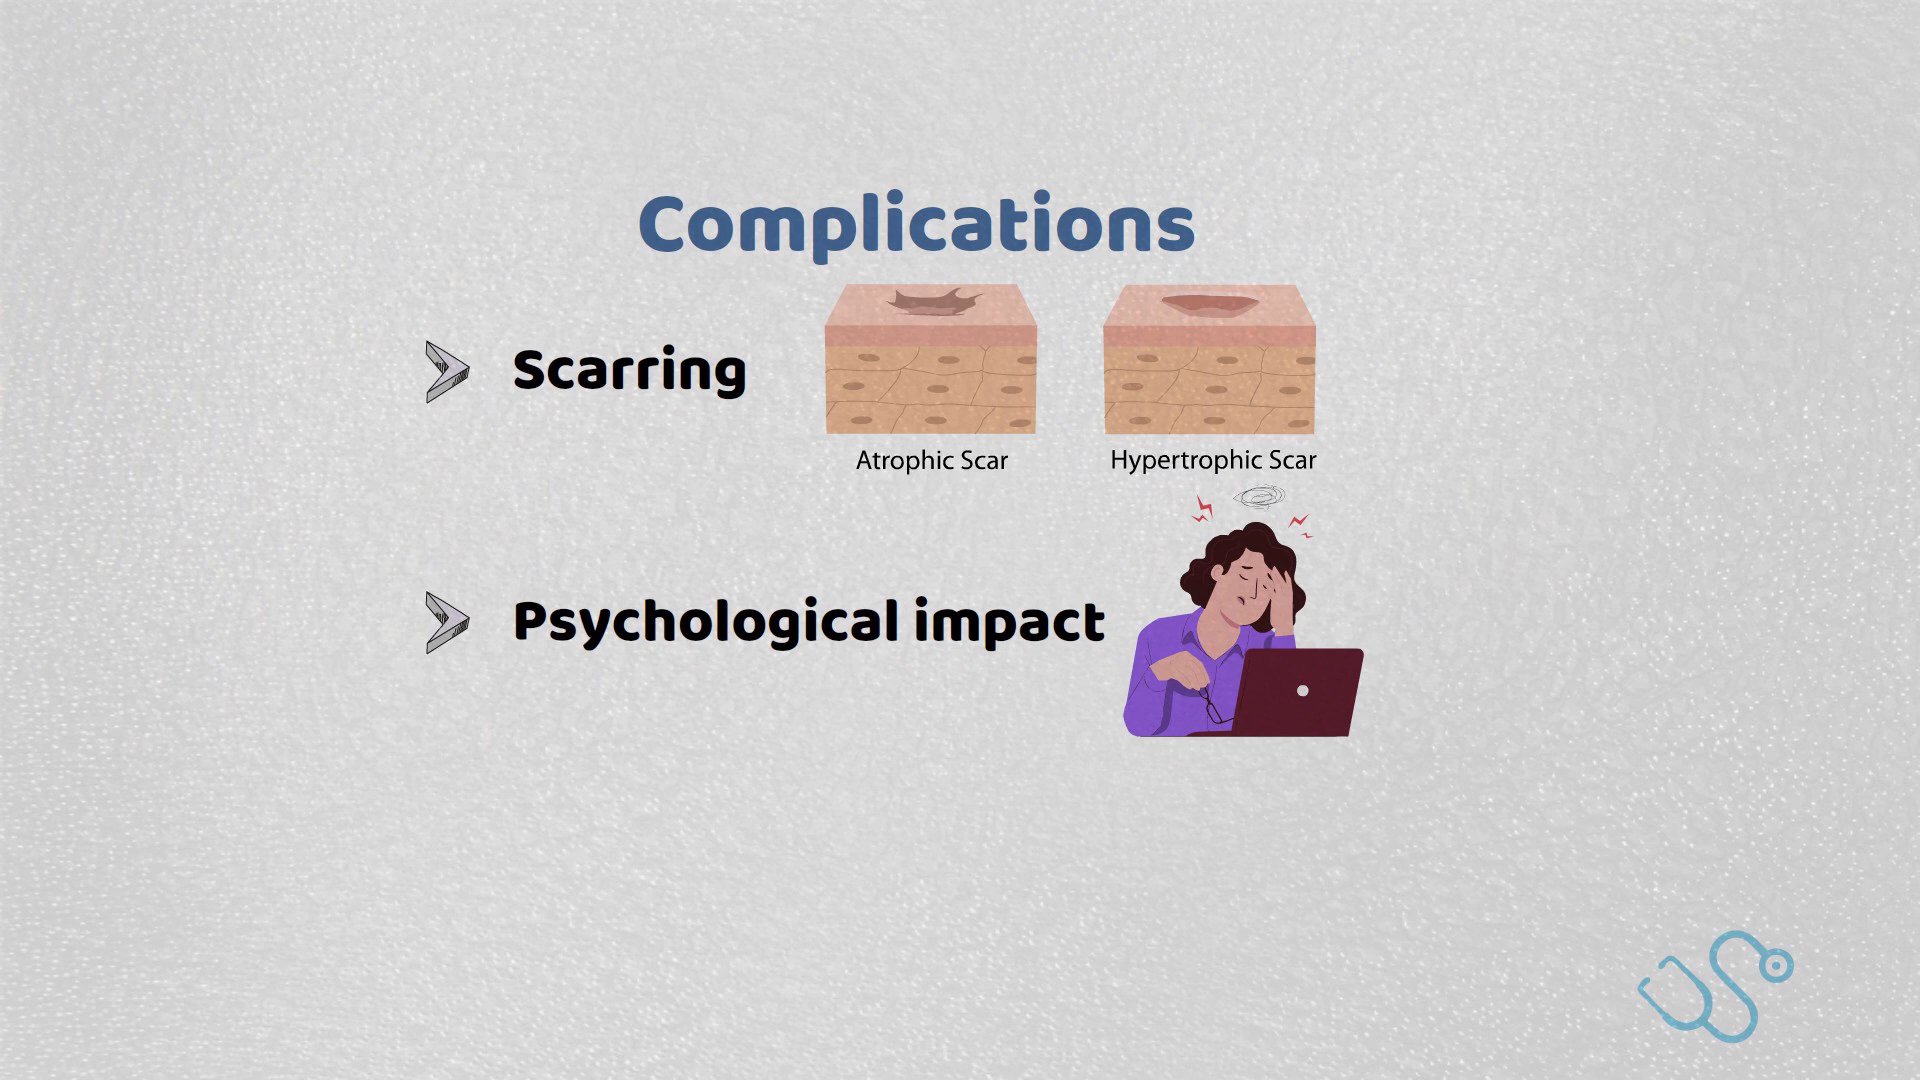 Complications
Scarring
Atrophic Scar
Hypertrophic Scar
Psychological impact